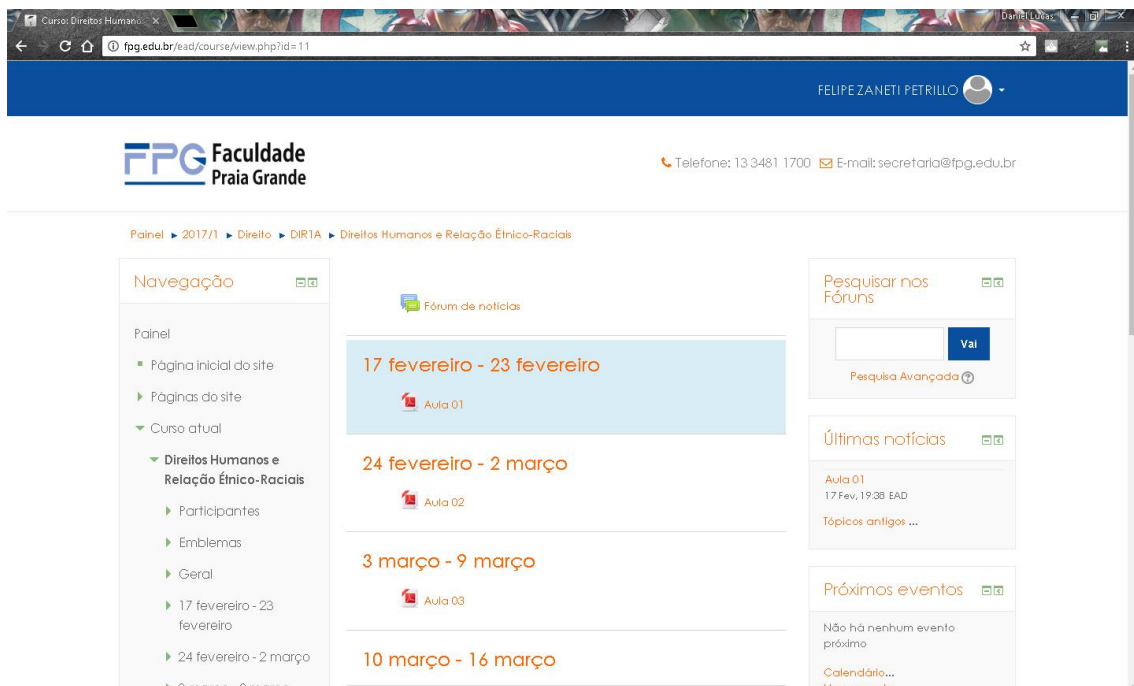 Curso: Direitos Humano
Daniel Lucas
fpg.edu.br/ead/course/view.php?id=11
FELIPE ZANETI PETRILLO
FPG Faculdade
Praia Grande
Telefone: 13 3481 1700 E-mail: secretaria@fpg.edu.br
Painel ► 2017/1 ► Direito ► DIR1A ► Direitos Humanos e Relação Étnico-Raciais
Navegação
Painel
Página inicial do site
Páginas do site
Curso atual
Direitos Humanos e
Relação Étnico-Raciais
Participantes
Emblemas
Geral
17 fevereiro - 23
fevereiro
24 fevereiro - 2 março
Fórum de notícias
17 fevereiro - 23 fevereiro
Aula 01
24 fevereiro - 2 março
Aula 02
3 março - 9 março
Aula 03
10 março - 16 março
Pesquisar nos
Fóruns
Vai
Pesquisa Avançada
Últimas notícias
Aula 01
17 Fev, 19:38 EAD
Tópicos antigos ...
Próximos eventos
Não há nenhum evento
próximo
Calendário...